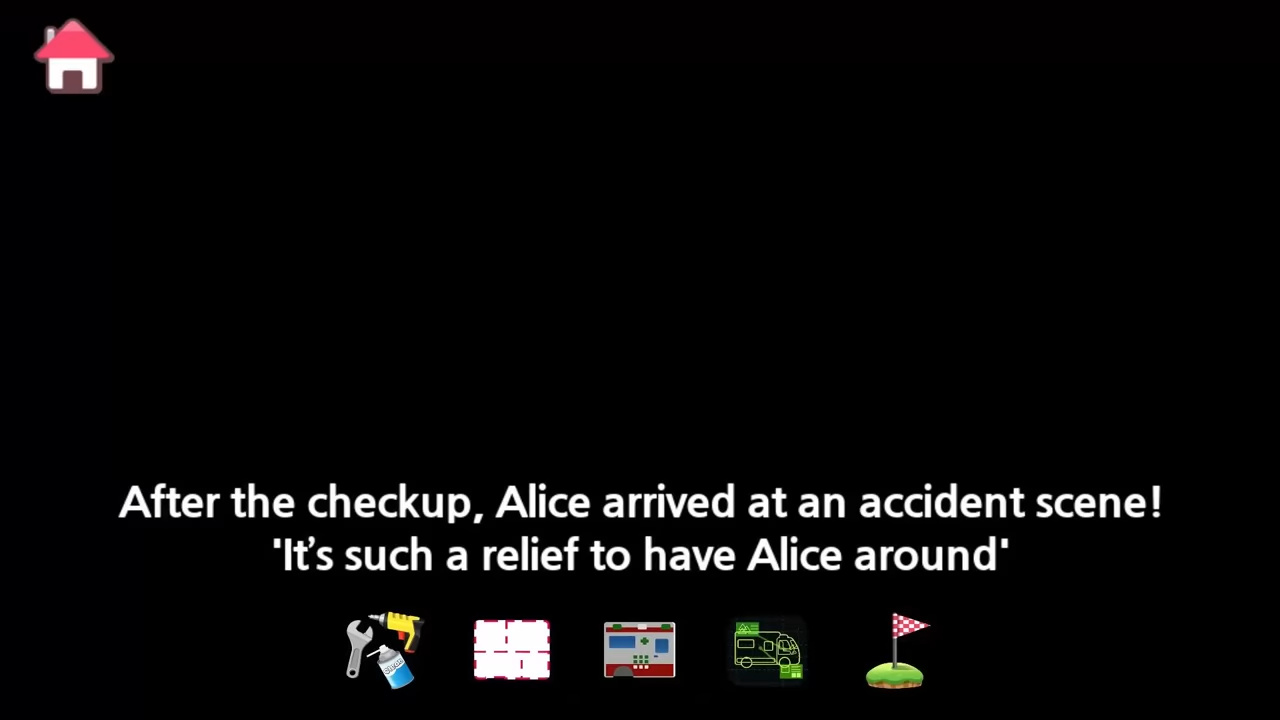 After the checkup, Alice arrived at an accident scene!
'It’s such a relief to have Alice around'